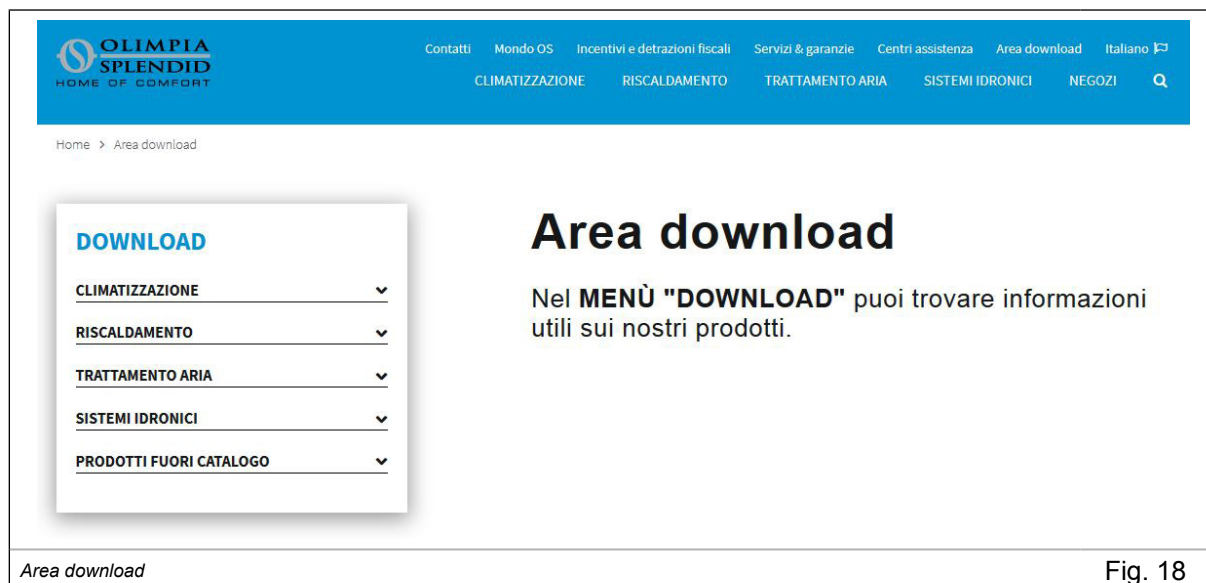 OLIMPIA
SPLENDID
HOME OF COMFORT
Contatti Mondo OS Incentivi e detrazioni fiscali Servizi & garanzie Centri assistenza Area download Italiano
CLIMATIZZAZIONE RISCALDAMENTO TRATTAMENTO ARIA SISTEMI IDRONICI NEGOZI
Home > Area download
DOWNLOAD
CLIMATIZZAZIONE
RISCALDAMENTO
TRATTAMENTO ARIA
SISTEMI IDRONICI
PRODOTTI FUORI CATALOGO
Area download
Nel MENÙ "DOWNLOAD" puoi trovare informazioni
utili sui nostri prodotti.
Area download Fig. 18